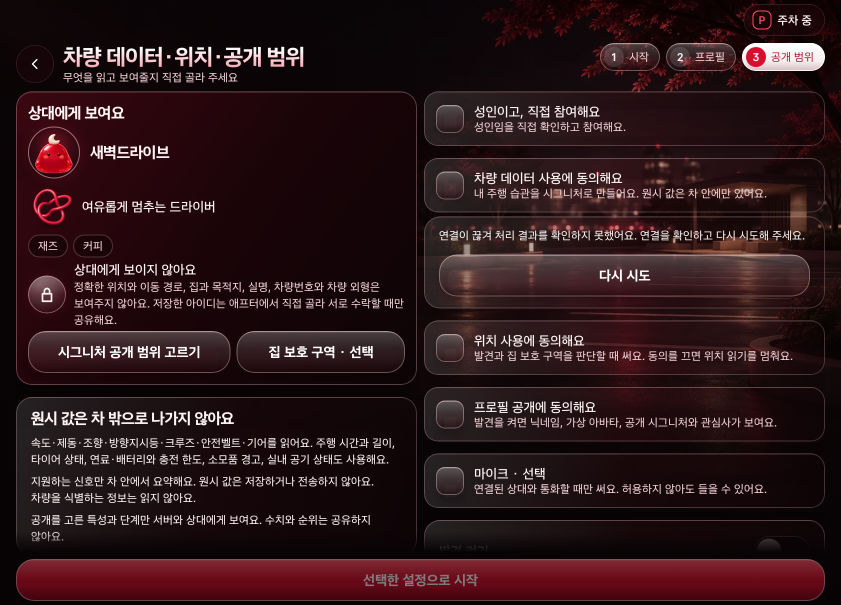 P 주차 중
차량 데이터·위치·공개 범위
무엇을 읽고 보여줄지 직접 골라 주세요
1 시작
2 프로필
3 공개 범위
상대에게 보여요
새벽드라이브
여유롭게 멈추는 드라이버
재즈
커피
상대에게 보이지 않아요
정확한 위치와 이동 경로, 집과 목적지, 실명, 차량번호와 차량 외형은
보여주지 않아요. 저장한 아이디는 애프터에서 직접 골라 서로 수락할 때만
공유해요.
시그니처 공개 범위 고르기
집 보호 구역 · 선택
원시 값은 차 밖으로 나가지 않아요
속도·제동·조향·방향지시등·크루즈·안전벨트·기어를 읽어요. 주행 시간과 길이,
타이어 상태, 연료·배터리와 충전 한도, 소모품 경고, 실내 공기 상태도 사용해요.
지원하는 신호만 차 안에서 요약해요. 원시 값은 저장하거나 전송하지 않아요.
차량을 식별하는 정보는 읽지 않아요.
공개를 고른 특성과 단계만 서버와 상대에게 보여요. 수치와 순위는 공유하지
않아요.
성인이고, 직접 참여해요
성인임을 직접 확인하고 참여해요.
차량 데이터 사용에 동의해요
내 주행 습관을 시그니처로 만들어요. 원시 값은 차 안에만 있어요.
연결이 끊겨 처리 결과를 확인하지 못했어요. 연결을 확인하고 다시 시도해 주세요.
다시 시도
위치 사용에 동의해요
발견과 집 보호 구역을 판단할 때 써요. 동의를 끄면 위치 읽기를 멈춰요.
프로필 공개에 동의해요
발견을 켜면 닉네임, 가상 아바타, 공개 시그니처와 관심사가 보여요.
마이크 · 선택
연결된 상대와 통화할 때만 써요. 허용하지 않아도 들을 수 있어요.
선택한 설정으로 시작